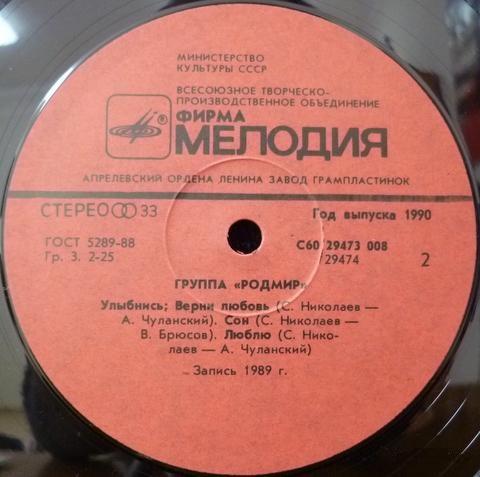 МИНИСТЕРСТВО
КУЛЬТУРЫ СССР
ВСЕСОЮЗНОЕ ТВОРЧЕСКО-
ПРОИЗВОДСТВЕННОЕ ОБЪЕДИНЕНИЕ
®
ФИРМА
МЕЛОДИЯ
АПРЕЛЕВСКИЙ ОРДЕНА ЛЕНИНА ЗАВОД ГРАМПЛАСТИНОК
СТЕРЕО 33
Год выпуска 1990
ГОСТ 5289-88
С60 29473 008
Гр. 3. 2-25
29474
2
ГРУППА «РОДМИР»
Улыбнись; Верни любовь (С. Николаев —
А. Чуланский). Сон (С. Николаев —
В. Брюсов). Люблю (С. Нико-
лаев — А. Чуланский)
Запись 1989 г.